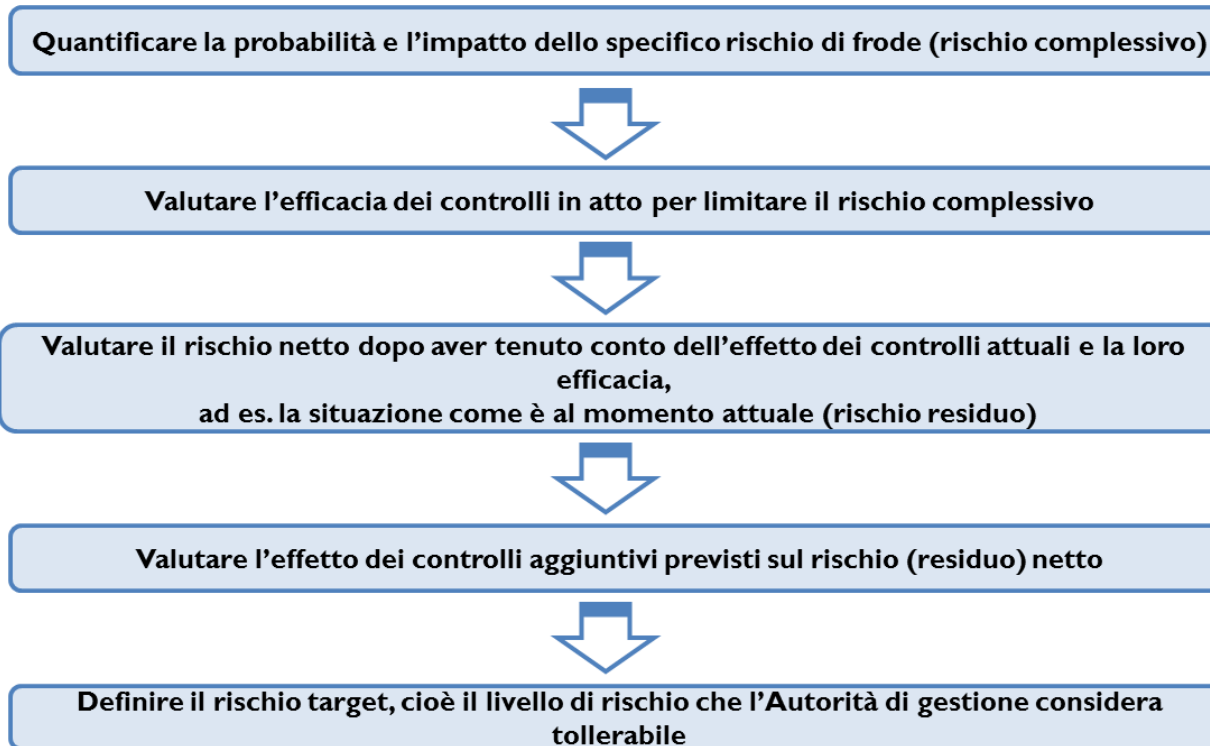 Quantificare la probabilità e l’impatto dello specifico rischio di frode (rischio complessivo)
Valutare l’efficacia dei controlli in atto per limitare il rischio complessivo
Valutare il rischio netto dopo aver tenuto conto dell’effetto dei controlli attuali e la loro
efficacia,
ad es. la situazione come è al momento attuale (rischio residuo)
Valutare l’effetto dei controlli aggiuntivi previsti sul rischio (residuo) netto
Definire il rischio target, cioè il livello di rischio che l’Autorità di gestione considera
tollerabile